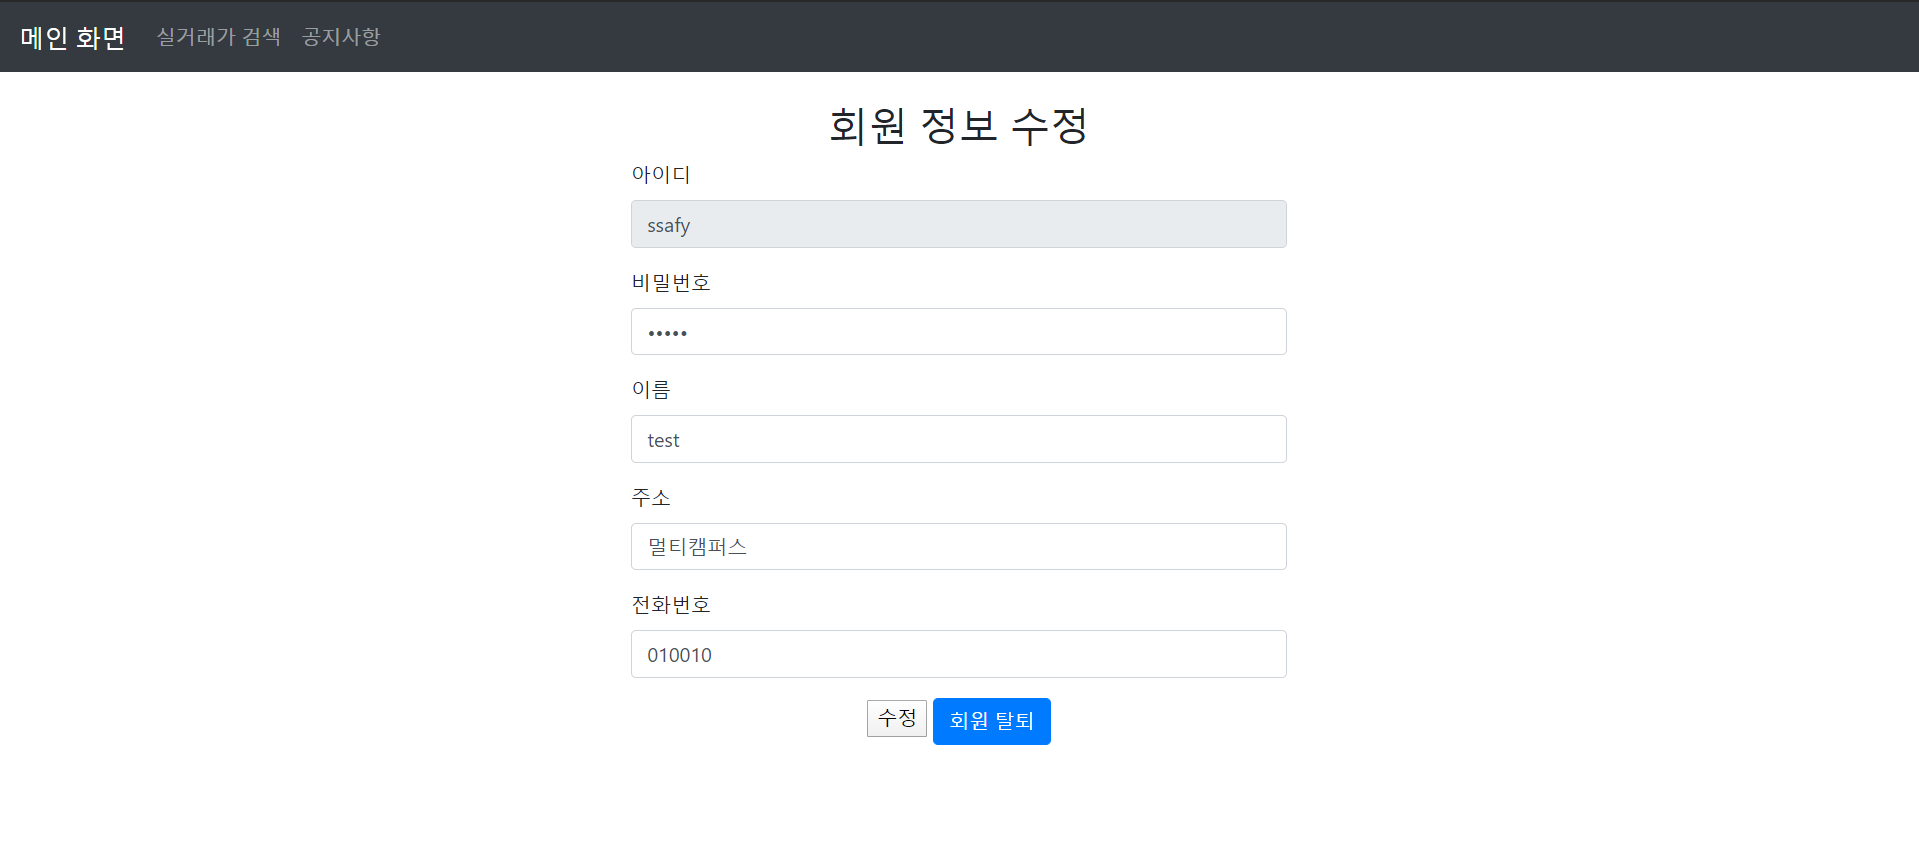 메인 화면 실거래가 검색 공지사항
회원 정보 수정
아이디
ssafy
비밀번호
•••••
이름
test
주소
멀티캠퍼스
전화번호
010010
수정 회원 탈퇴